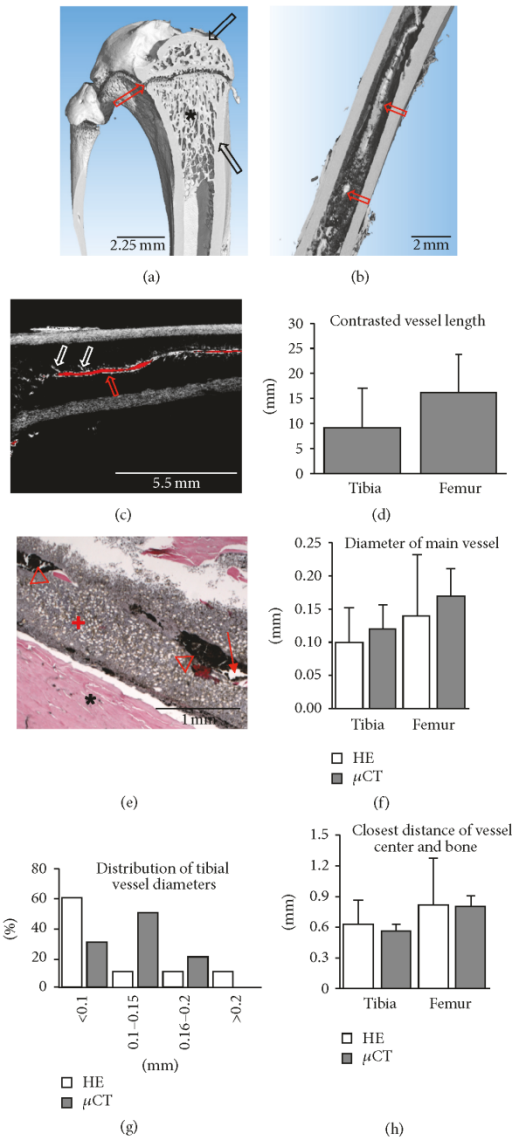 2.25 mm
2 mm
(a)
(b)
5.5 mm
(c)
Contrasted vessel length
(mm)
30
25
20
15
10
5
0
Tibia
Femur
(d)
*
+
*
1 mm
(e)
Diameter of main vessel
(mm)
0.25
0.20
0.15
0.10
0.05
0.00
Tibia
Femur
HE
μCT
(f)
Distribution of tibial
vessel diameters
(%)
80
60
40
20
0
<0.1
0.1–0.15
0.16–0.2
>0.2
(mm)
HE
μCT
(g)
Closest distance of vessel
center and bone
(mm)
1.5
1.2
0.9
0.6
0.3
0
Tibia
Femur
HE
μCT
(h)